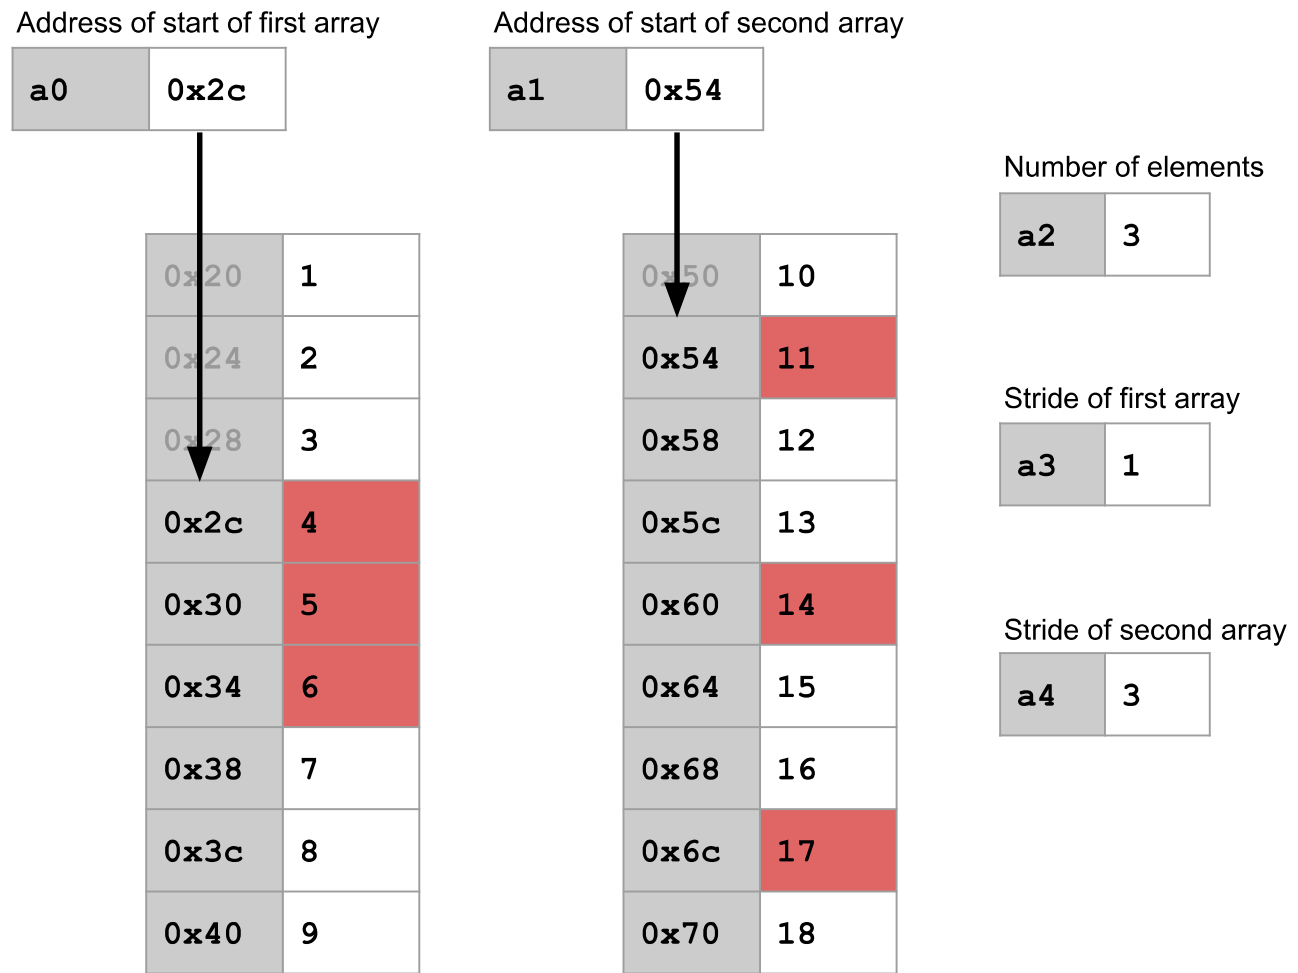 Address of start of first array
a0 0x2c
Address of start of second array
a1 0x54
0x20 1
0x24 2
0x28 3
0x2c 4
0x30 5
0x34 6
0x38 7
0x3c 8
0x40 9
0x50 10
0x54 11
0x58 12
0x5c 13
0x60 14
0x64 15
0x68 16
0x6c 17
0x70 18
Number of elements
a2 3
Stride of first array
a3 1
Stride of second array
a4 3